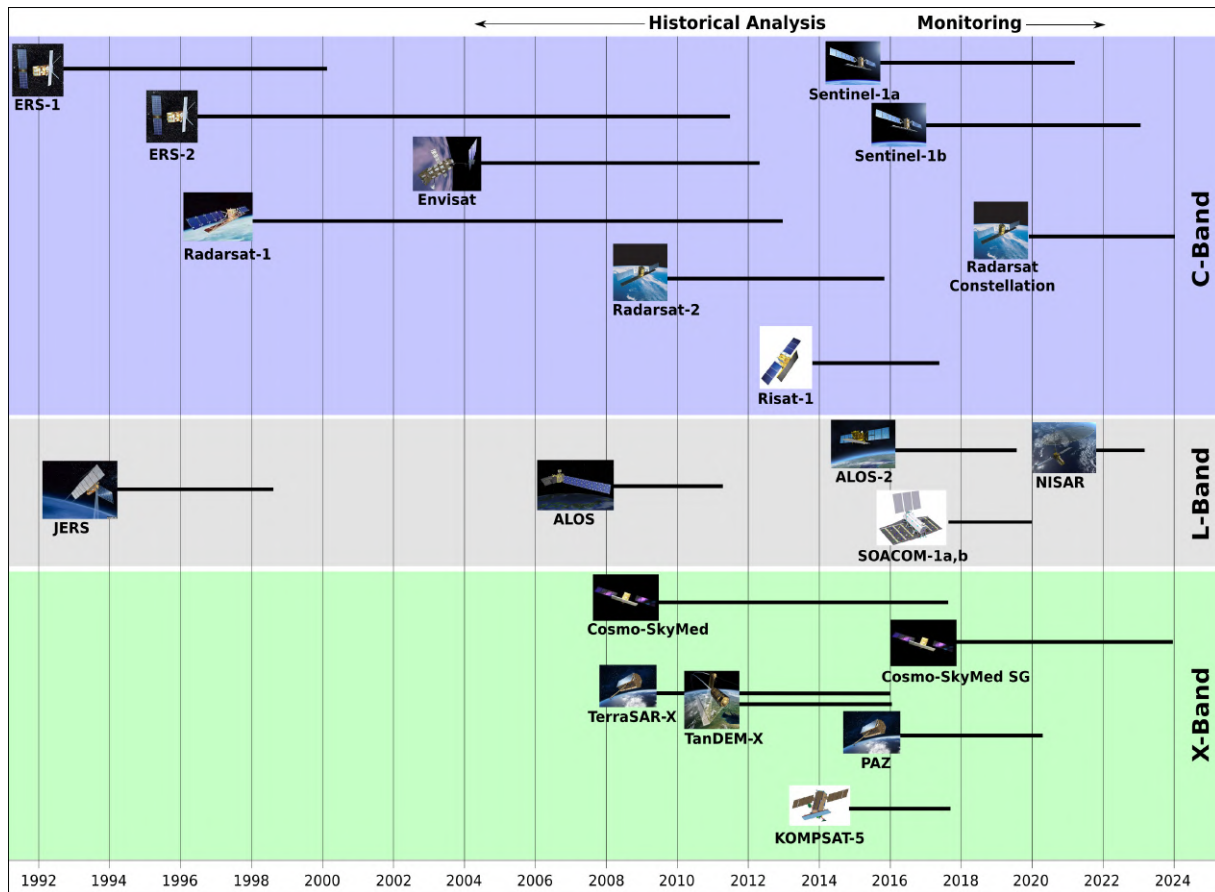 Historical Analysis
Monitoring
ERS-1
ERS-2
Envisat
Radarsat-1
Radarsat-2
Risat-1
Sentinel-1a
Sentinel-1b
Radarsat
Constellation
C-Band
JERS
ALOS
ALOS-2
NISAR
SOACOM-1a,b
L-Band
Cosmo-SkyMed
Cosmo-SkyMed SG
TerraSAR-X
TanDEM-X
PAZ
KOMPSAT-5
X-Band
1992 1994 1996 1998 2000 2002 2004 2006 2008 2010 2012 2014 2016 2018 2020 2022 2024